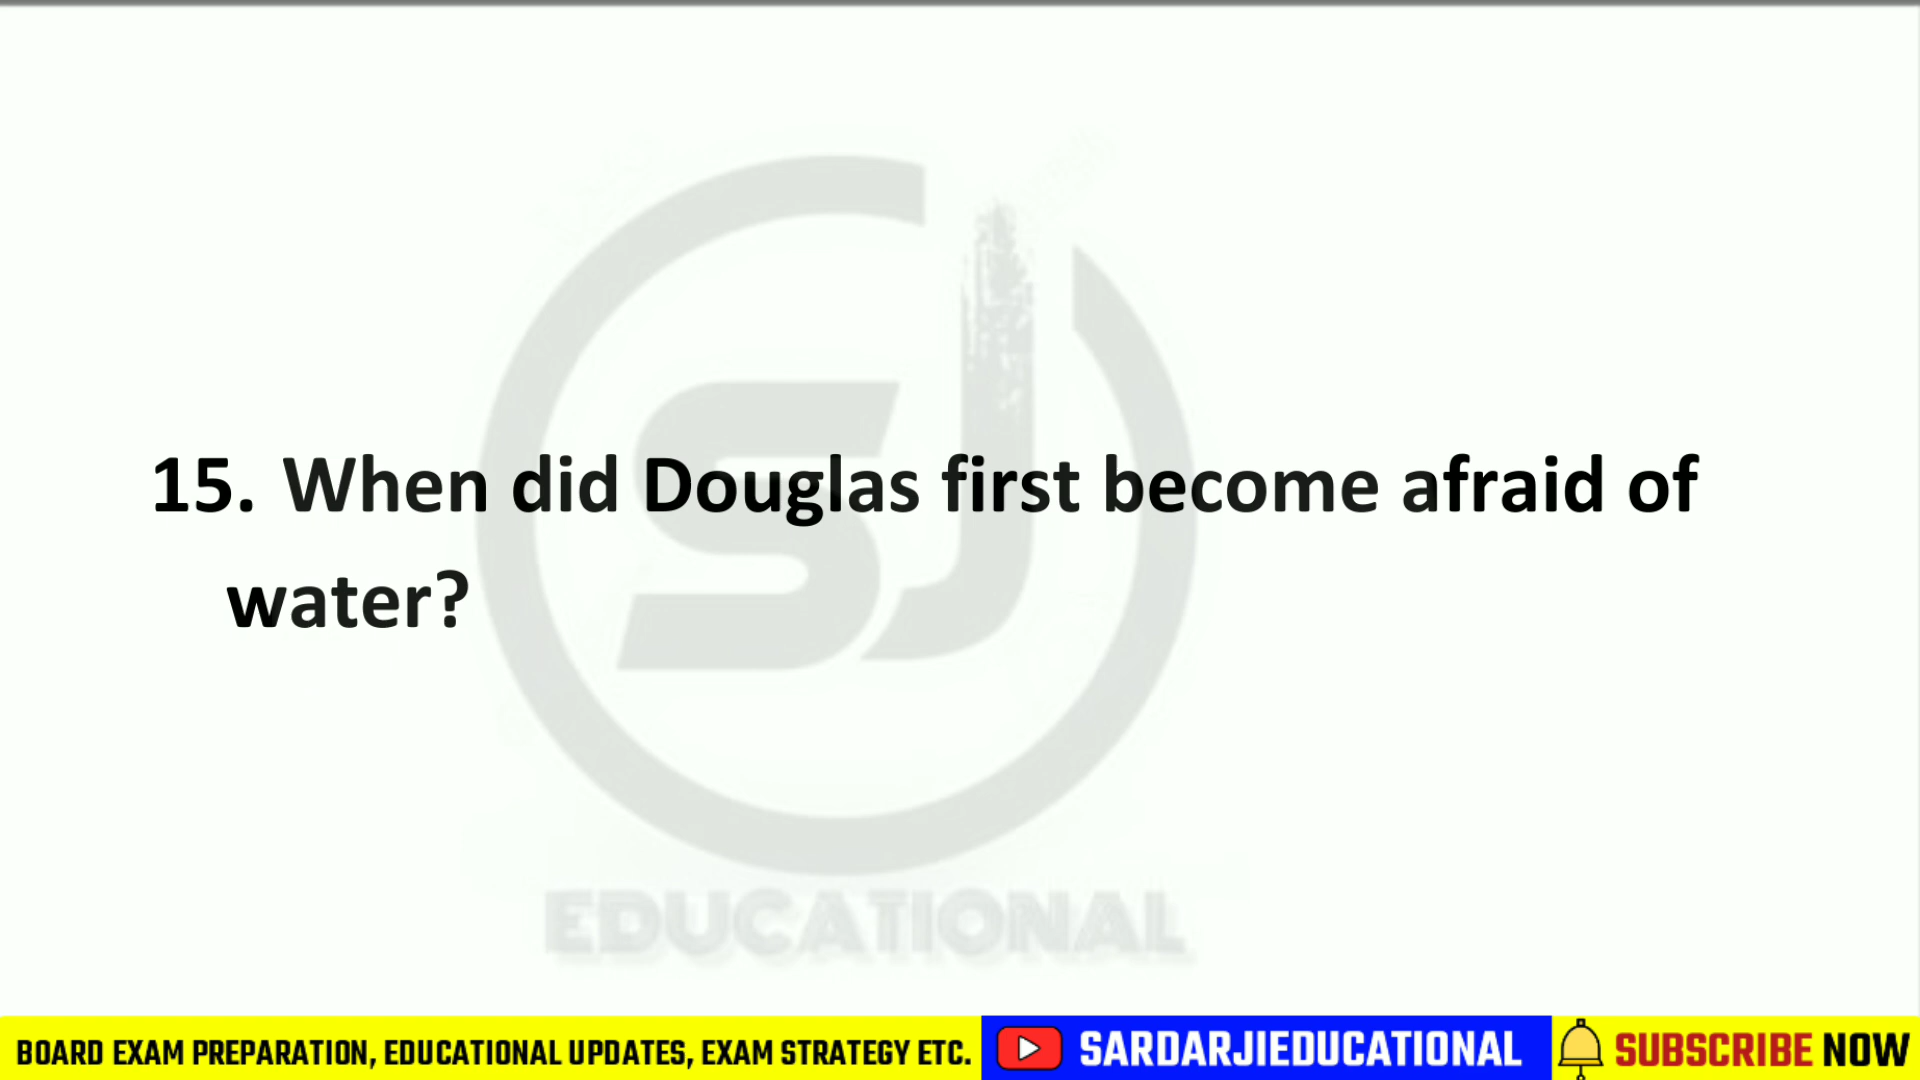 15. When did Douglas first become afraid of
water?
SJ
EDUCATIONAL
BOARD EXAM PREPARATION, EDUCATIONAL UPDATES, EXAM STRATEGY ETC. SARDARJIEDUCATIONAL SUBSCRIBE NOW